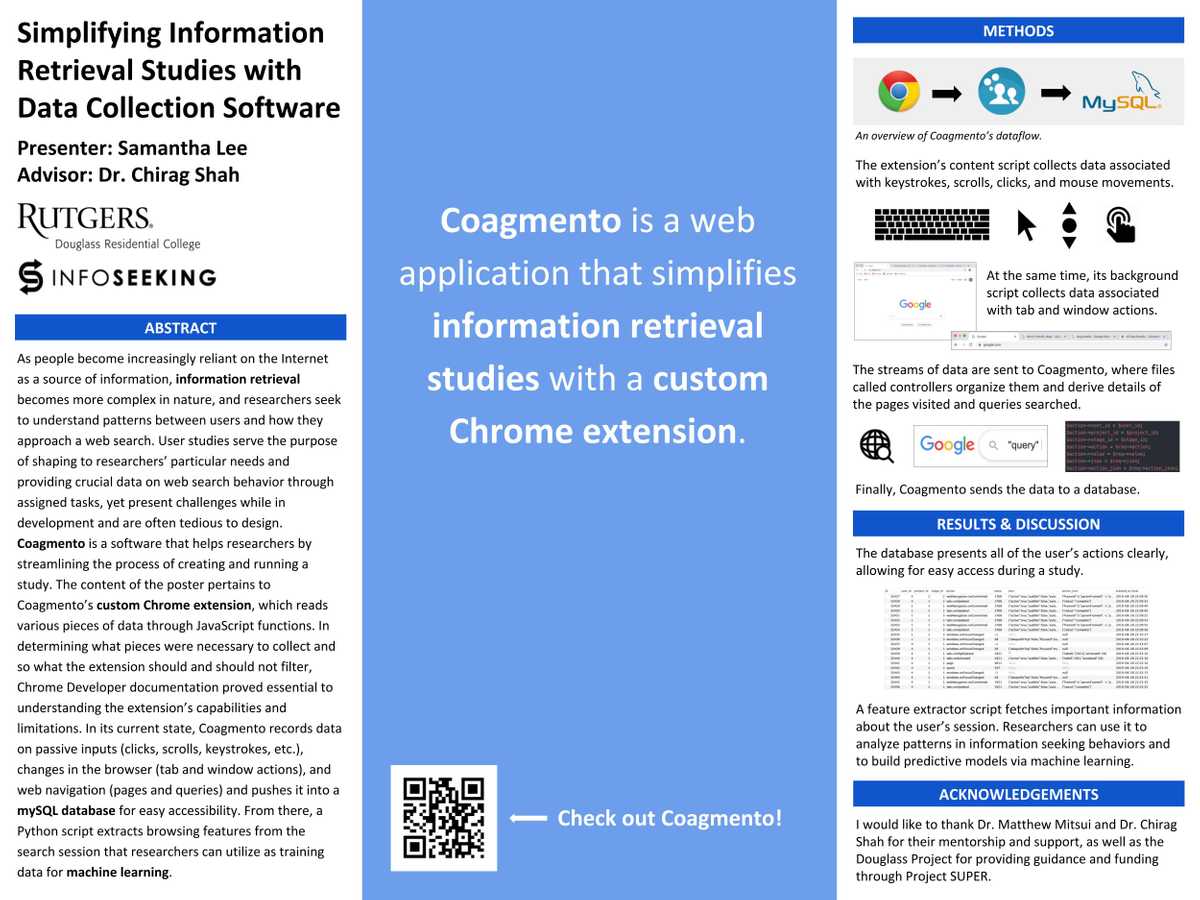 Simplifying Information
Retrieval Studies with
Data Collection Software
Presenter: Samantha Lee
Advisor: Dr. Chirag Shah
RUTGERS
Douglass Residential College
INFOSEEKING
ABSTRACT
As people become increasingly reliant on the Internet
as a source of information, information retrieval
becomes more complex in nature, and researchers seek
to understand patterns between users and how they
approach a web search. User studies serve the purpose
of shaping to researchers' particular needs and
providing crucial data on web search behavior through
assigned tasks, yet present challenges while in
development and are often tedious to design.
Coagmento is a software that helps researchers by
streamlining the process of creating and running a
study. The content of the poster pertains to
Coagmento's custom Chrome extension, which reads
various pieces of data through JavaScript functions. In
determining what pieces were necessary to collect and
so what the extension should and should not filter,
Chrome Developer documentation proved essential to
understanding the extension's capabilities and
limitations. In its current state, Coagmento records data
on passive inputs (clicks, scrolls, keystrokes, etc.),
changes in the browser (tab and window actions), and
web navigation (pages and queries) and pushes it into a
mySQL database for easy accessibility. From there, a
Python script extracts browsing features from the
search session that researchers can utilize as training
data for machine learning.
Coagmento is a web
application that simplifies
information retrieval
studies with a custom
Chrome extension.
Check out Coagmento!
METHODS
MySQL
An overview of Coagmento's dataflow.
The extension's content script collects data associated
with keystrokes, scrolls, clicks, and mouse movements.
Google
At the same time, its background
script collects data associated
with tab and window actions.
google.com
The streams of data are sent to Coagmento, where files
called controllers organize them and derive details of
the pages visited and queries searched.
Google "query"
Finally, Coagmento sends the data to a database.
RESULTS & DISCUSSION
The database presents all of the user's actions clearly,
allowing for easy access during a study.
A feature extractor script fetches important information
about the user's session. Researchers can use it to
analyze patterns in information seeking behaviors and
to build predictive models via machine learning.
ACKNOWLEDGEMENTS
I would like to thank Dr. Matthew Mitsui and Dr. Chirag
Shah for their mentorship and support, as well as the
Douglass Project for providing guidance and funding
through Project SUPER.